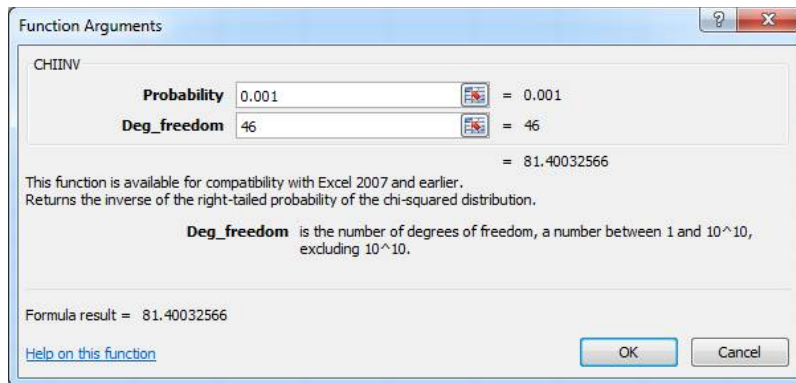 Function Arguments
CHIINV
Probability 0.001 = 0.001
Deg_freedom 46 = 46
= 81.40032566
This function is available for compatibility with Excel 2007 and earlier.
Returns the inverse of the right-tailed probability of the chi-squared distribution.
Deg_freedom is the number of degrees of freedom, a number between 1 and 10^10,
excluding 10^10.
Formula result = 81.40032566
Help on this function OK Cancel